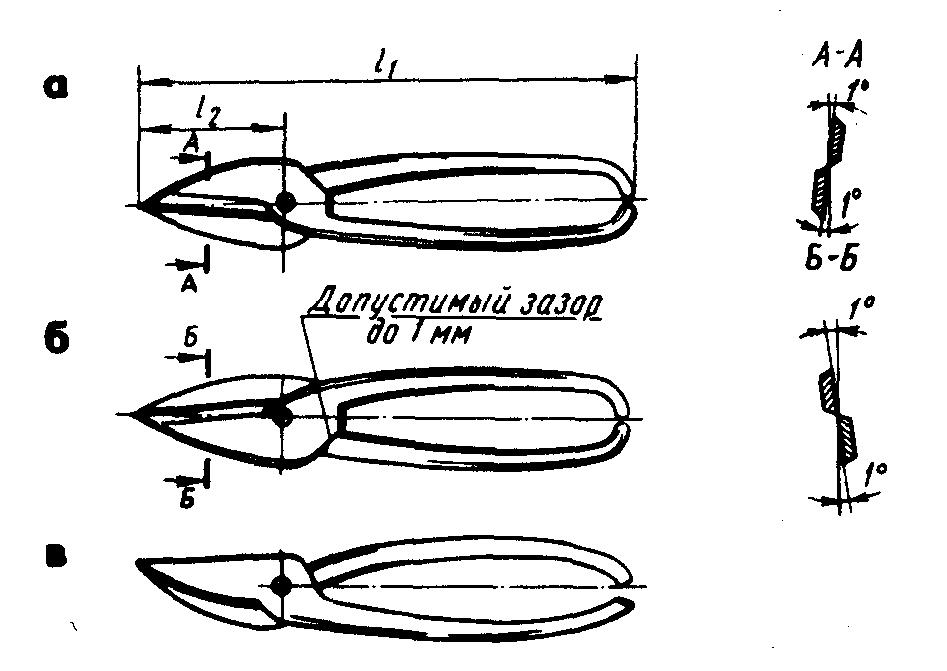 а
l1
l2
А
А
А-А
1°
1°
Б-Б
б
Допустимый зазор
до 1 мм
Б
Б
1°
1°
в